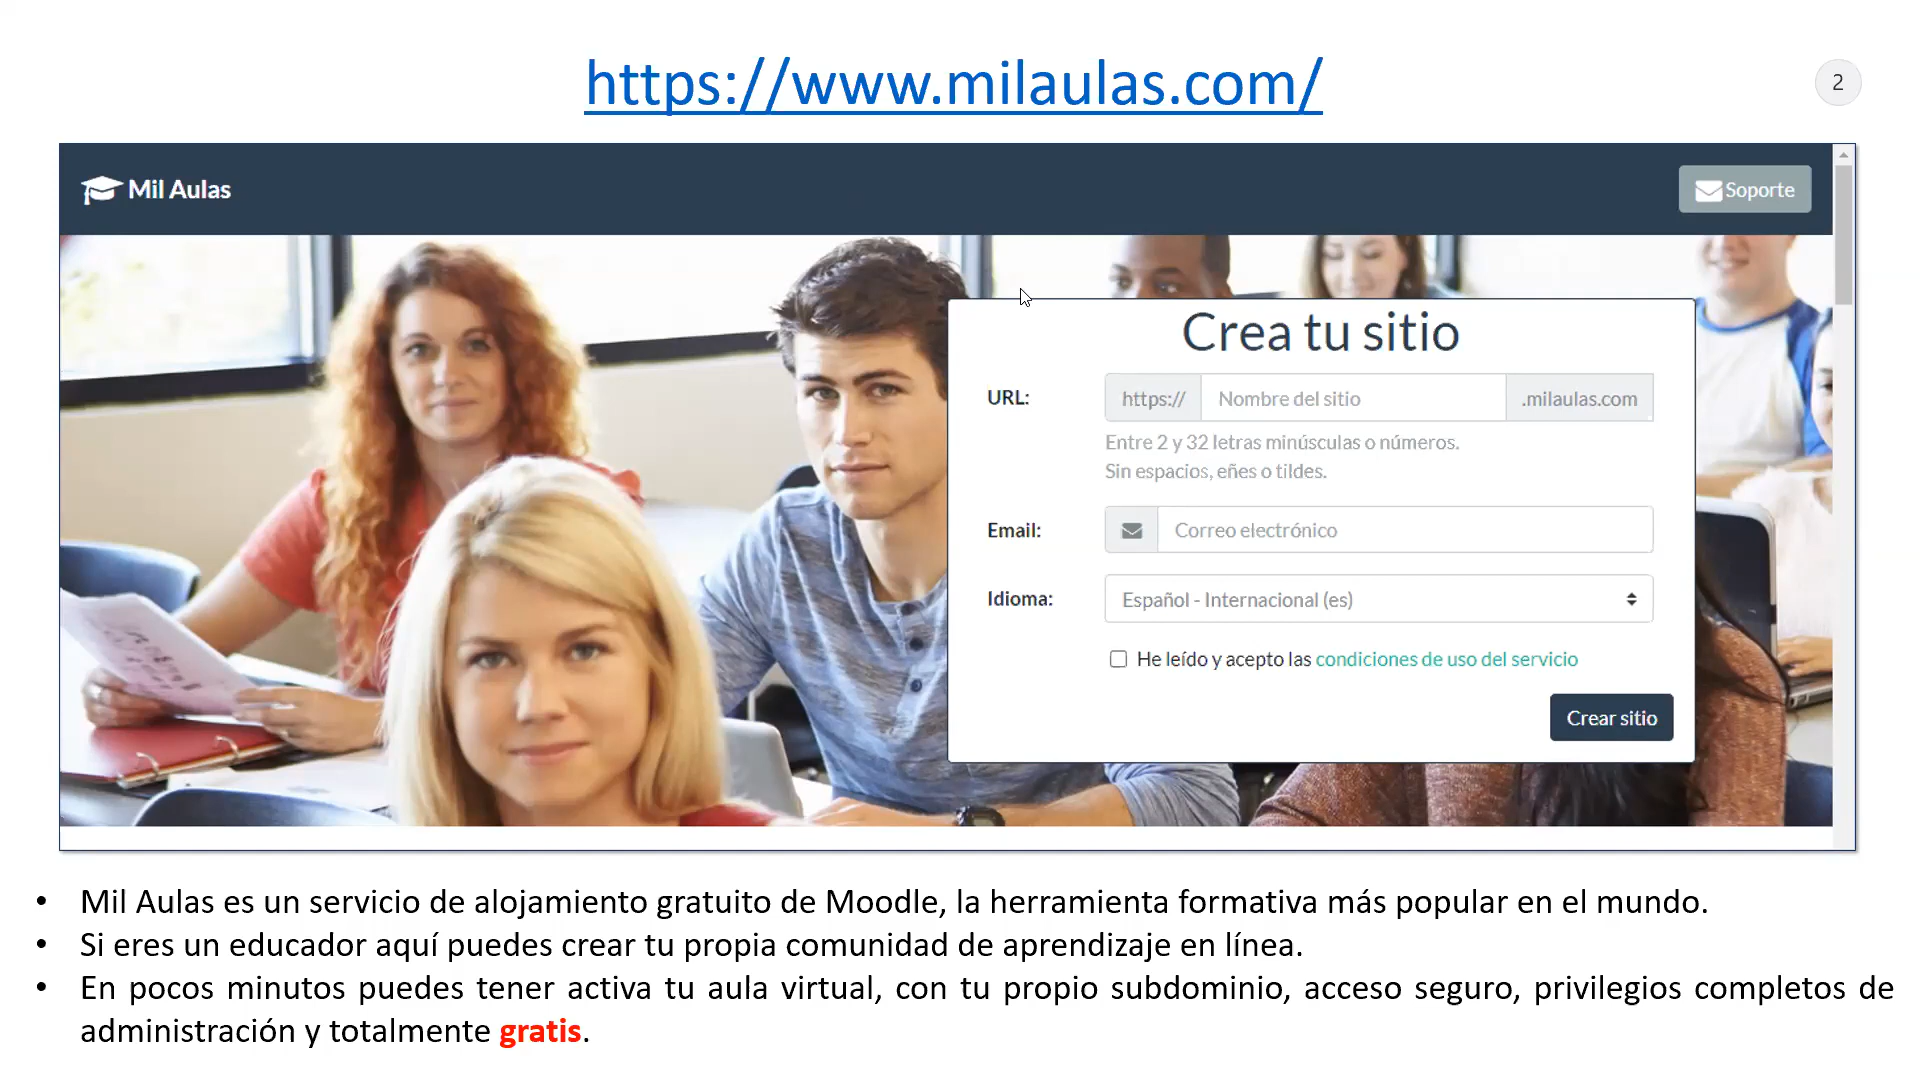 https://www.milaulas.com/
2
Mil Aulas
Soporte
Crea tu sitio
URL:
https://
Nombre del sitio
.milaulas.com
Entre 2 y 32 letras minúsculas o números.
Sin espacios, eñes o tildes.
Email:
Correo electrónico
Idioma:
Español - Internacional (es)
He leído y acepto las condiciones de uso del servicio
Crear sitio
• Mil Aulas es un servicio de alojamiento gratuito de Moodle, la herramienta formativa más popular en el mundo.
• Si eres un educador aquí puedes crear tu propia comunidad de aprendizaje en línea.
• En pocos minutos puedes tener activa tu aula virtual, con tu propio subdominio, acceso seguro, privilegios completos de
administración y totalmente gratis.